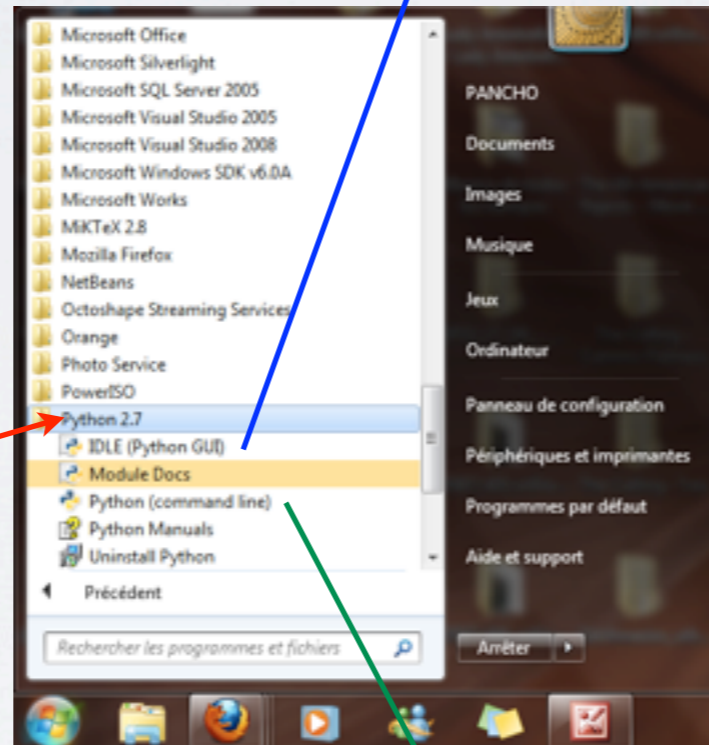 Microsoft Office
Microsoft Silverlight
Microsoft SQL Server 2005
Microsoft Visual Studio 2005
Microsoft Visual Studio 2008
Microsoft Windows SDK v6.0A
Microsoft Works
MiKTeX 2.8
Mozilla Firefox
NetBeans
Octoshape Streaming Services
Orange
Photo Service
PowerISO
Python 2.7
IDLE (Python GUI)
Module Docs
Python (command line)
Python Manuals
Uninstall Python
Précédent
Rechercher les programmes et fichiers
PANCHO
Documents
Images
Musique
Jeux
Ordinateur
Panneau de configuration
Périphériques et imprimantes
Programmes par défaut
Aide et support
Arrêter